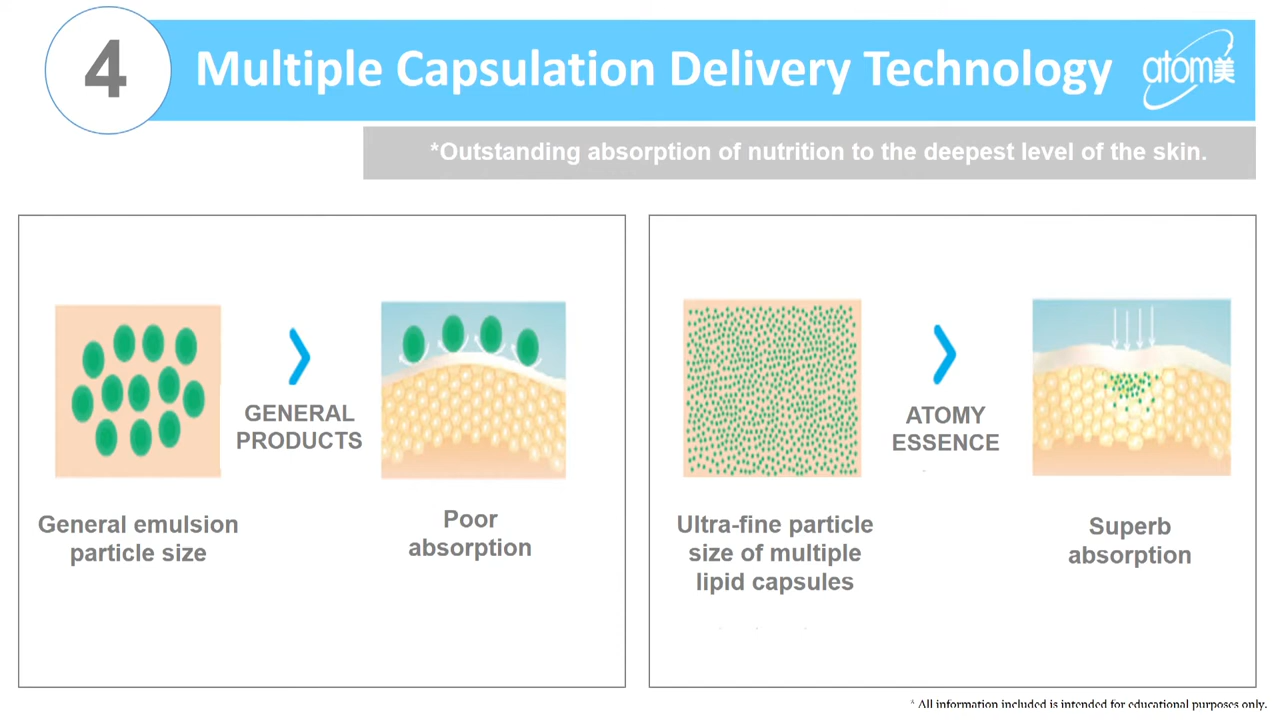 4
Multiple Capsulation Delivery Technology
atom美
*Outstanding absorption of nutrition to the deepest level of the skin.
GENERAL
PRODUCTS
General emulsion
particle size
Poor
absorption
ATOMY
ESSENCE
Ultra-fine particle
size of multiple
lipid capsules
Superb
absorption
* All information included is intended for educational purposes only.